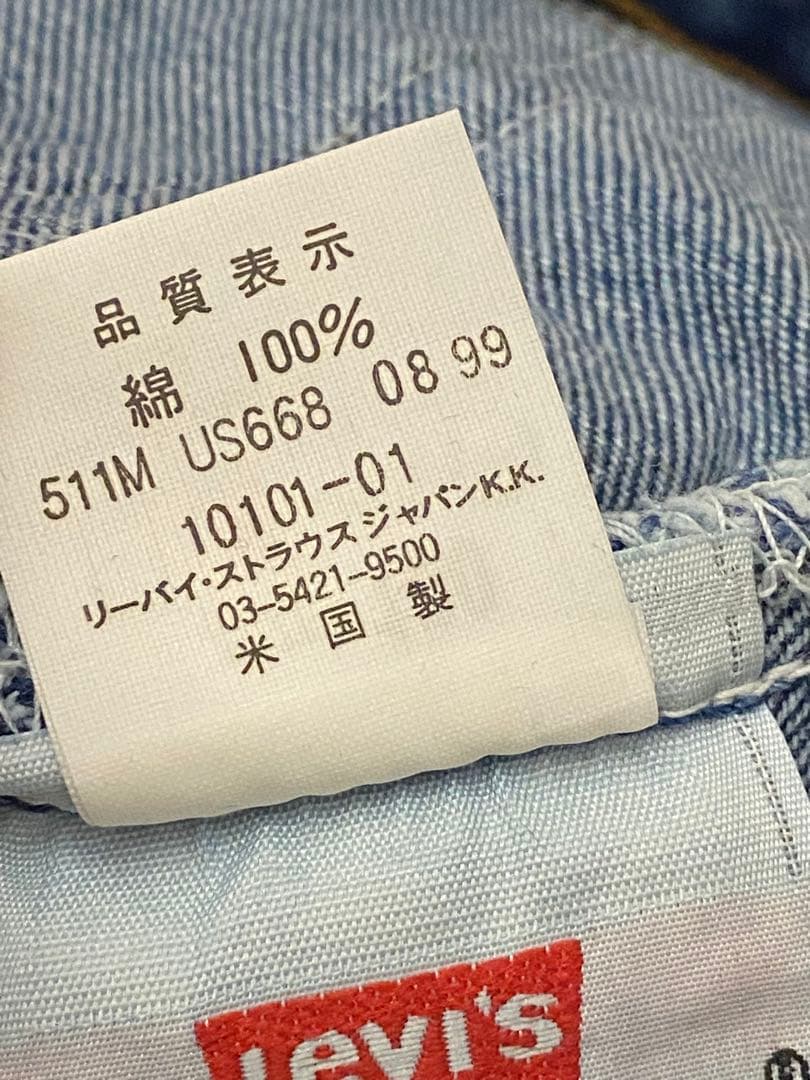 品質表示
綿 100%
511M US668 08 99
10101-01
リーバイ・ストラウス ジャパンK.K.
03-5421-9500
米国製
Levi's